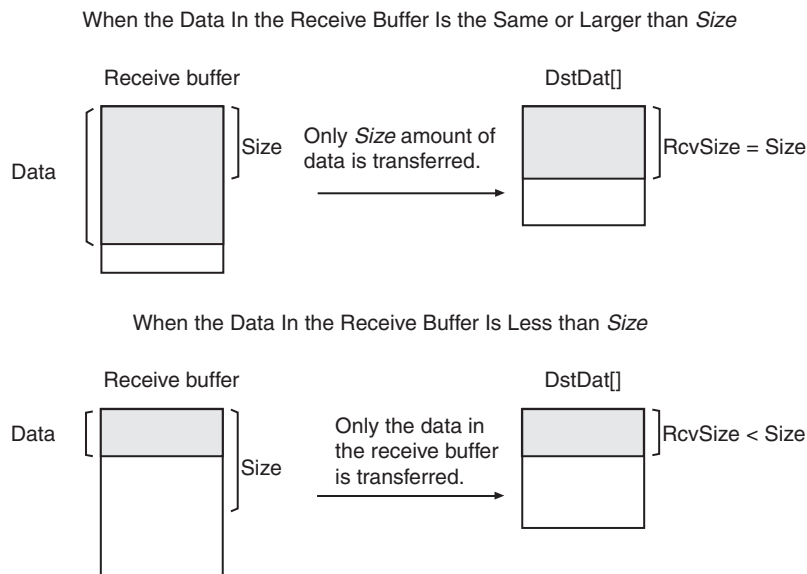 When the Data In the Receive Buffer Is the Same or Larger than Size
Receive buffer
DstDat[]
Data
Size
Only Size amount of
data is transferred.
RcvSize = Size
When the Data In the Receive Buffer Is Less than Size
Receive buffer
DstDat[]
Data
Size
Only the data in
the receive buffer
is transferred.
RcvSize < Size